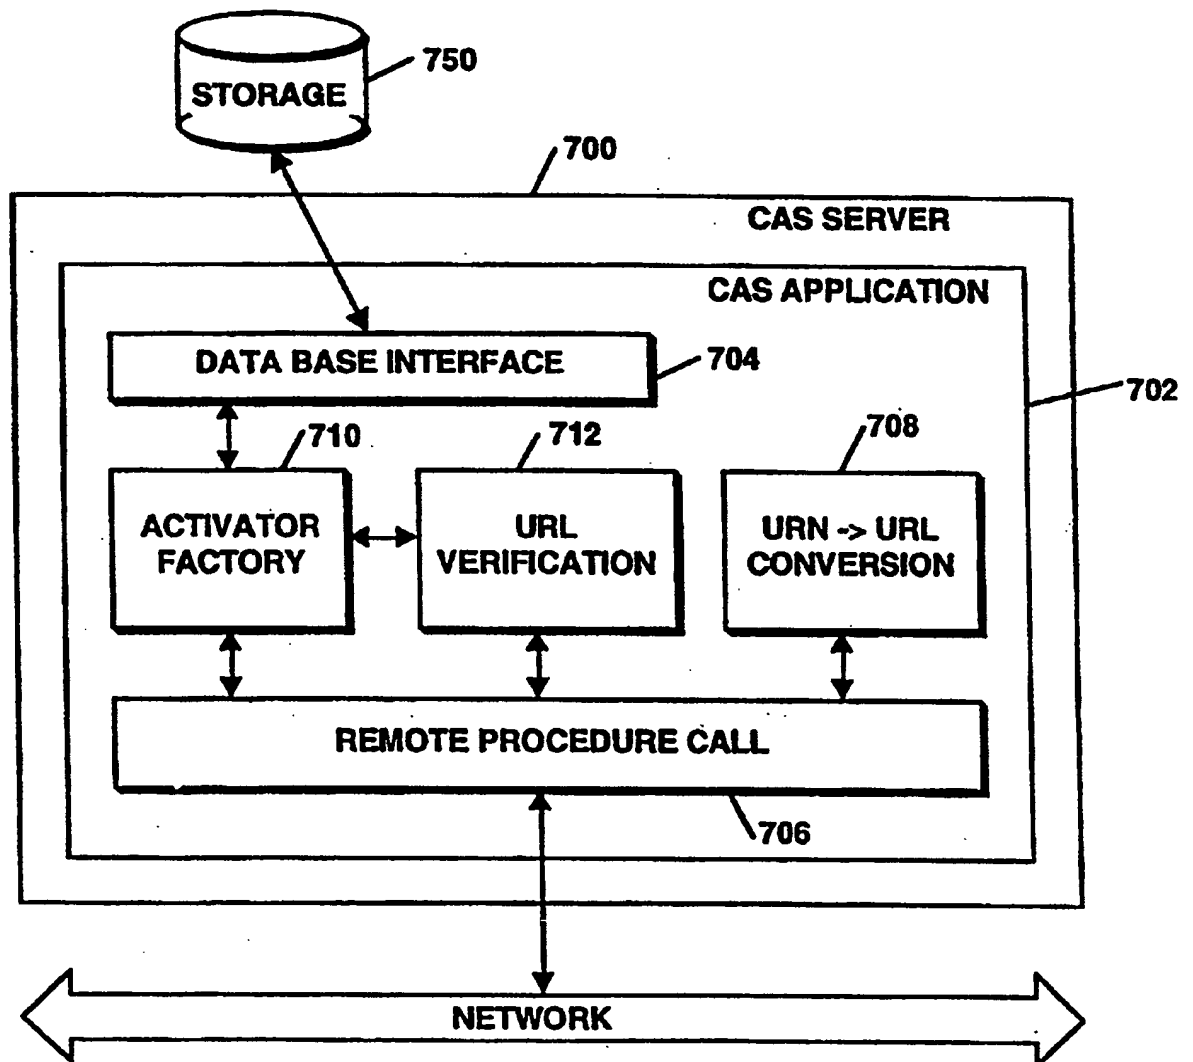 STORAGE
750
700
CAS SERVER
CAS APPLICATION
DATA BASE INTERFACE
704
702
710
712
708
ACTIVATOR
FACTORY
URL
VERIFICATION
URN -> URL
CONVERSION
REMOTE PROCEDURE CALL
706
NETWORK